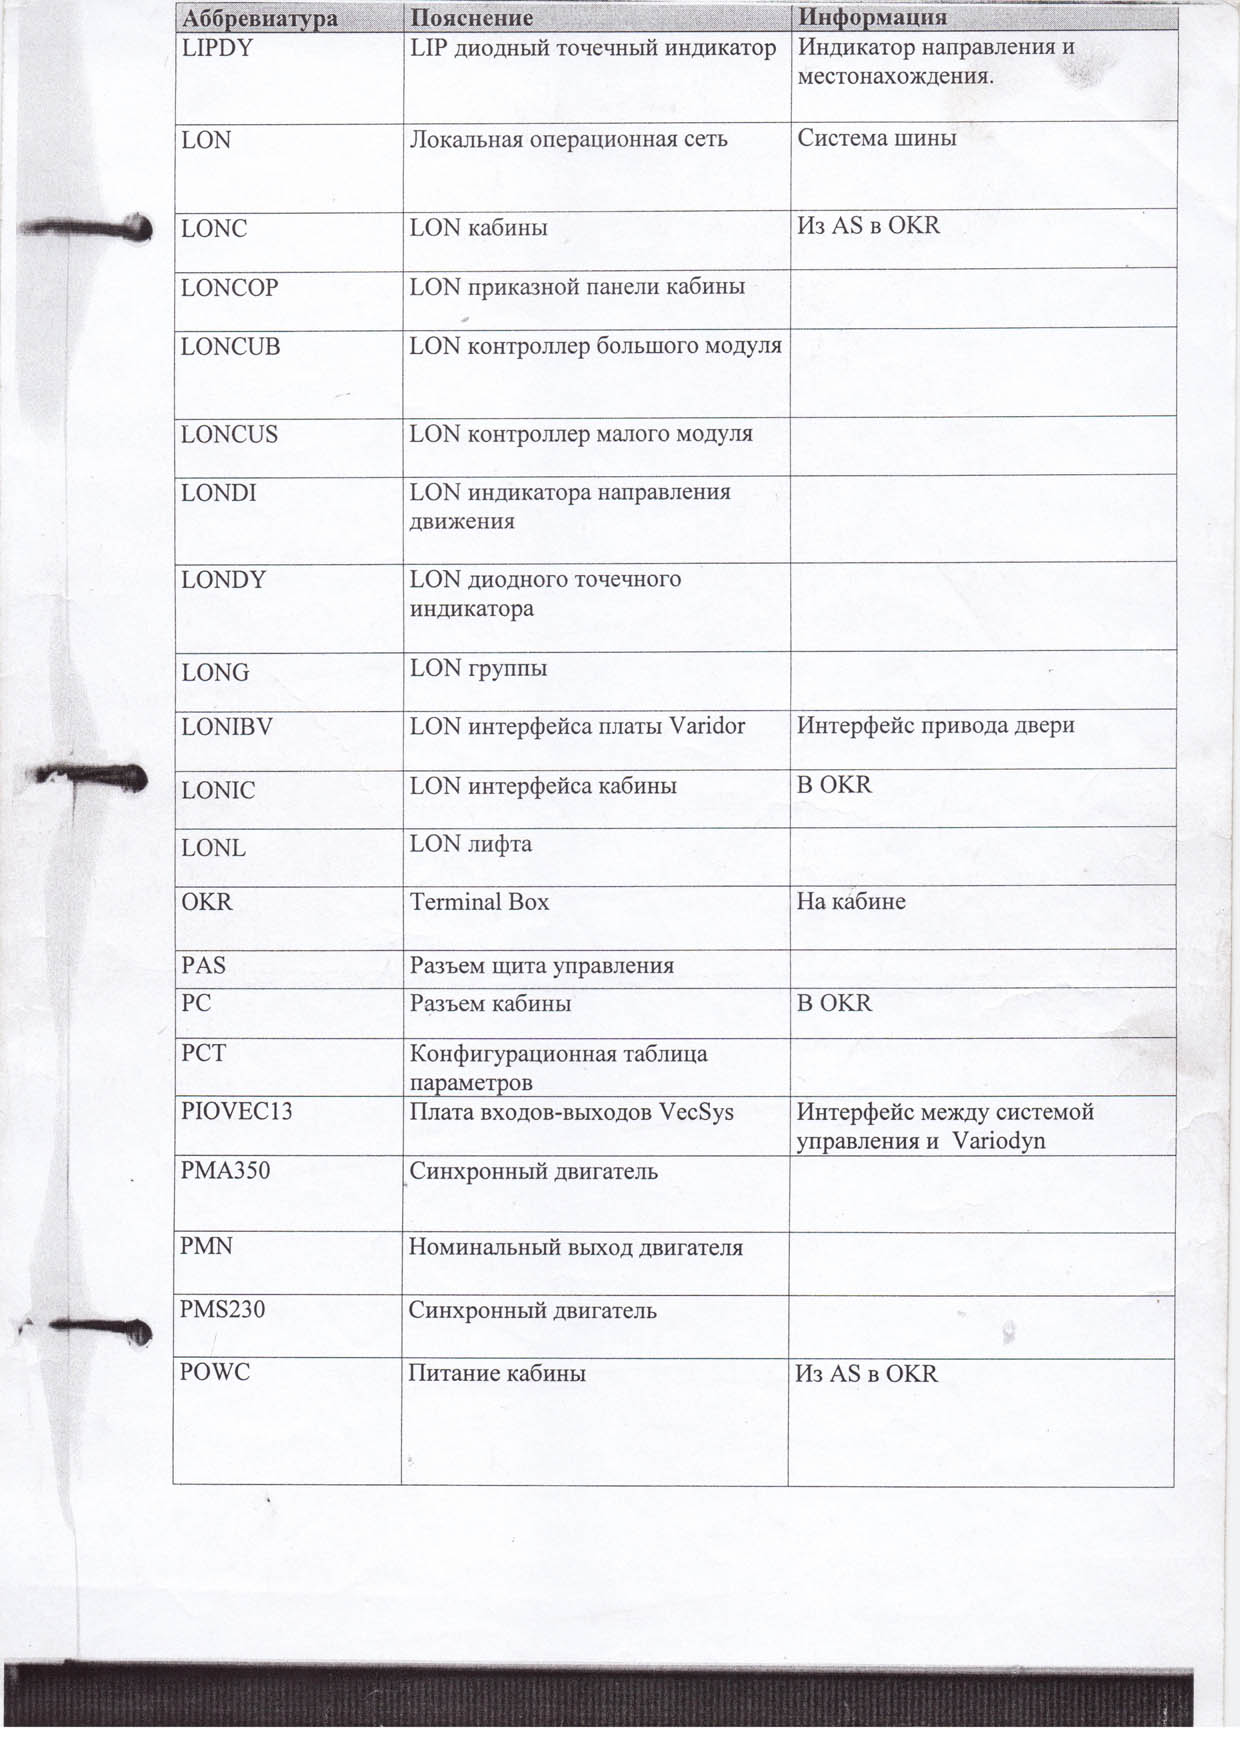 Аббревиатура Пояснение Информация
LIPDY LIP диодный точечный индикатор Индикатор направления и
местонахождения.
LON Локальная операционная сеть Система шины
LONC LON кабины Из AS в OKR
LONCOP LON приказной панели кабины
LONCUB LON контроллер большого модуля
LONCUS LON контроллер малого модуля
LONDI LON индикатора направления
движения
LONDY LON диодного точечного
индикатора
LONG LON группы
LONIBV LON интерфейса платы Varidor Интерфейс привода двери
LONIC LON интерфейса кабины В OKR
LONL LON лифта
OKR Terminal Box На кабине
PAS Разъем щита управления
PC Разъем кабины В OKR
PCT Конфигурационная таблица
параметров
PIOVEC13 Плата входов-выходов VecSys Интерфейс между системой
управления и Variodyn
PMA350 Синхронный двигатель
PMN Номинальный выход двигателя
PMS230 Синхронный двигатель
POWC Питание кабины Из AS в OKR